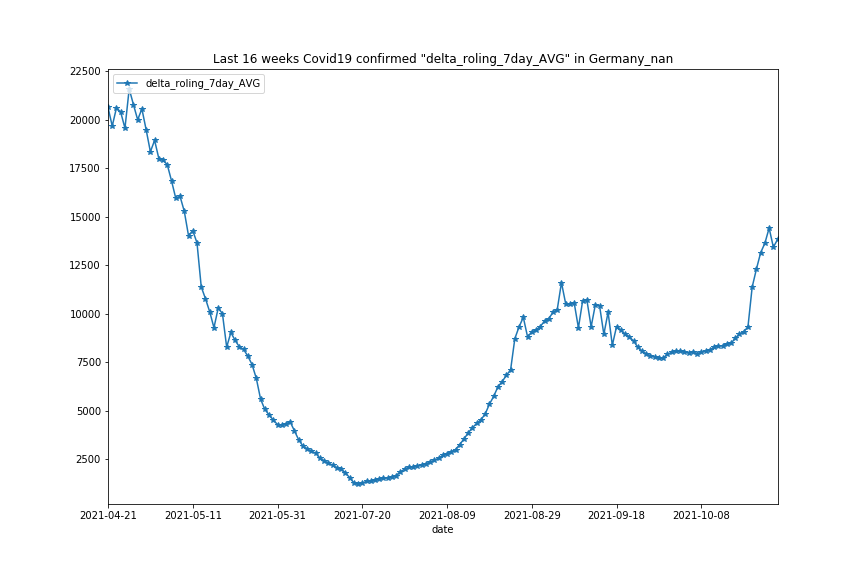 Last 16 weeks Covid19 confirmed "delta_roling_7day_AVG" in Germany_nan
delta_roling_7day_AVG
22500
20000
17500
15000
12500
10000
7500
5000
2500
2021-04-21 2021-05-11 2021-05-31 2021-07-20 2021-08-09 2021-08-29 2021-09-18 2021-10-08
date